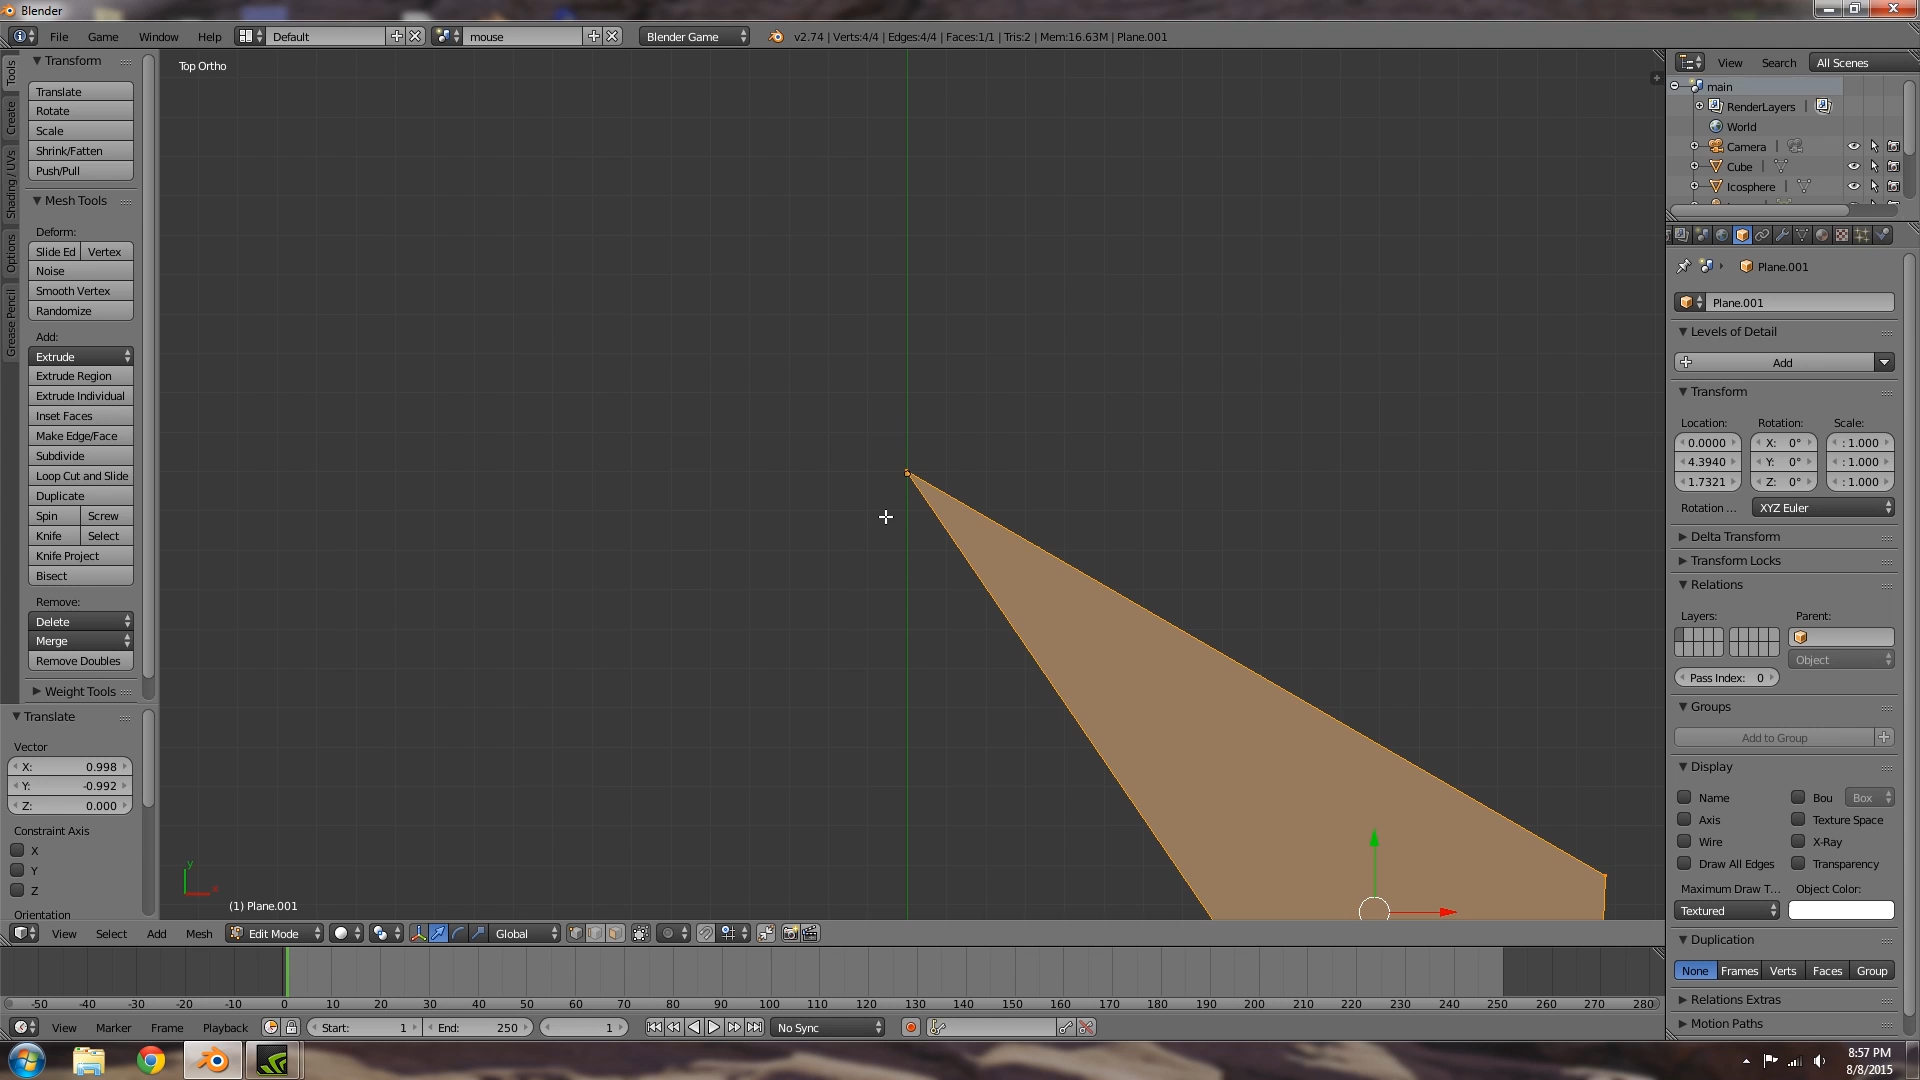 Blender
File Game Window Help Default mouse Blender Game v2.74 | Verts:4/4 | Edges:4/4 | Faces:1/1 | Tris:2 | Mem:16.63M | Plane.001
Tools
Create
Shading / UVs
Options
Grease Pencil
Transform
Translate
Rotate
Scale
Shrink/Fatten
Push/Pull
Mesh Tools
Deform:
Slide Ed Vertex
Noise
Smooth Vertex
Randomize
Add:
Extrude
Extrude Region
Extrude Individual
Inset Faces
Make Edge/Face
Subdivide
Loop Cut and Slide
Duplicate
Spin Screw
Knife Select
Knife Project
Bisect
Remove:
Delete
Merge
Remove Doubles
Weight Tools
Translate
Vector
X: 0.998
Y: -0.992
Z: 0.000
Constraint Axis
X
Y
Z
Orientation
Top Ortho
y
x
(1) Plane.001
View Select Add Mesh Edit Mode Global
-50 -40 -30 -20 -10 0 10 20 30 40 50 60 70 80 90 100 110 120 130 140 150 160 170 180 190 200 210 220 230 240 250 260 270 280
View Marker Frame Playback Start: 1 End: 250 1 No Sync
View Search All Scenes
main
RenderLayers |
World
Camera |
Cube |
Icosphere |
Plane.001
Plane.001
Levels of Detail
Add
Transform
Location: Rotation: Scale:
0.0000 X: 0° : 1.000
4.3940 Y: 0° : 1.000
1.7321 Z: 0° : 1.000
Rotation ... XYZ Euler
Delta Transform
Transform Locks
Relations
Layers: Parent:
Object
Pass Index: 0
Groups
Add to Group
Display
Name Bou Box
Axis Texture Space
Wire X-Ray
Draw All Edges Transparency
Maximum Draw T... Object Color:
Textured
Duplication
None Frames Verts Faces Group
Relations Extras
Motion Paths
8:57 PM
8/8/2015